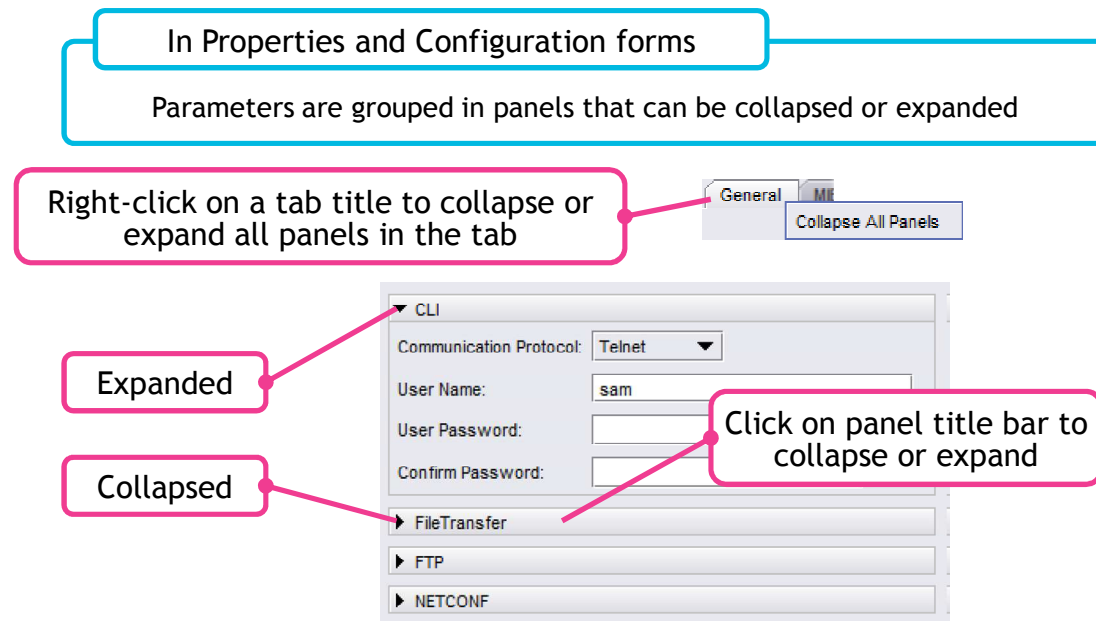 In Properties and Configuration forms
Parameters are grouped in panels that can be collapsed or expanded
Right-click on a tab title to collapse or
expand all panels in the tab
General
Collapse All Panels
CLI
Communication Protocol: Telnet
Expanded
User Name: sam
User Password:
Click on panel title bar to
collapse or expand
Confirm Password:
Collapsed
FileTransfer
FTP
NETCONF